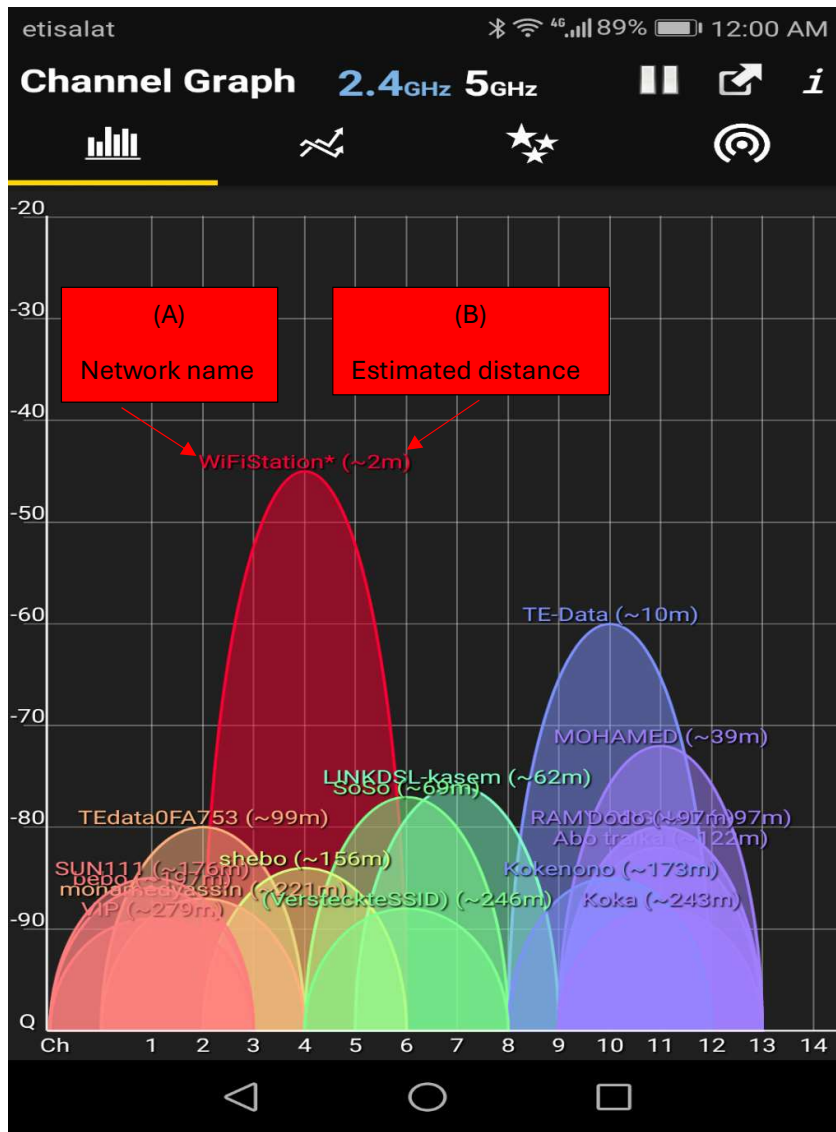 etisalat 4G 89% 12:00 AM
Channel Graph 2.4GHz 5GHz i
-20
-30
(A)
Network name
(B)
Estimated distance
-40
WiFiStation* (~2m)
-50
-60
TE-Data (~10m)
-70
MOHAMED (~39m)
LINKDSL-kasem (~62m)
SoSo (~69m)
-80
TEdata0FA753 (~99m)
Dodo (~97m)
Abo traika (~122m)
shebo (~156m)
SUN111 (~176m)
Kokenono (~173m)
mohamedyassin (~221m)
(VersteckteSSID) (~246m)
Koka (~243m)
VIP (~279m)
-90
Q
Ch 1 2 3 4 5 6 7 8 9 10 11 12 13 14